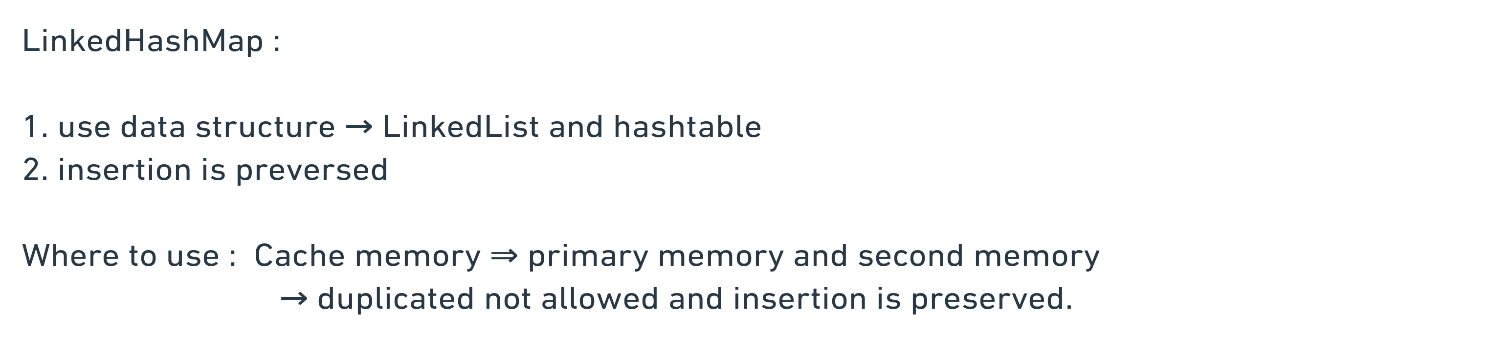 LinkedHashMap :
1. use data structure → LinkedList and hashtable
2. insertion is preversed
Where to use :  Cache memory ⇒ primary memory and second memory
→ duplicated not allowed and insertion is preserved.